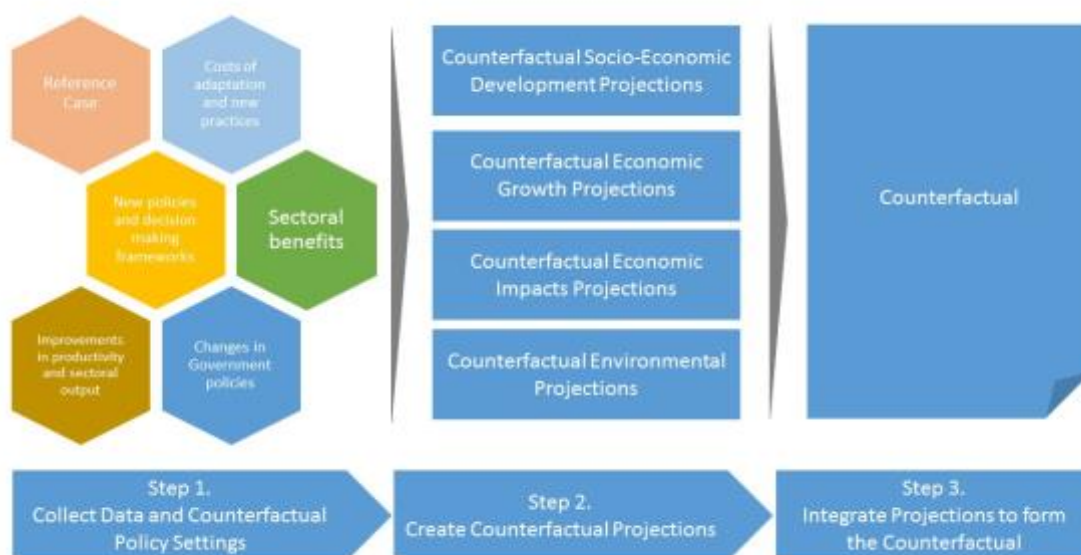 Reference
Case
Costs of
adaptation
and new
practices
New policies
and decision
making
frameworks
Sectoral
benefits
Improvements
in productivity
and sectoral
output
Changes in
Government
policies
Counterfactual Socio-Economic
Development Projections
Counterfactual Economic
Growth Projections
Counterfactual Economic
Impacts Projections
Counterfactual Environmental
Projections
Counterfactual
Step 1.
Collect Data and Counterfactual
Policy Settings
Step 2.
Create Counterfactual Projections
Step 3.
Integrate Projections to form
the Counterfactual